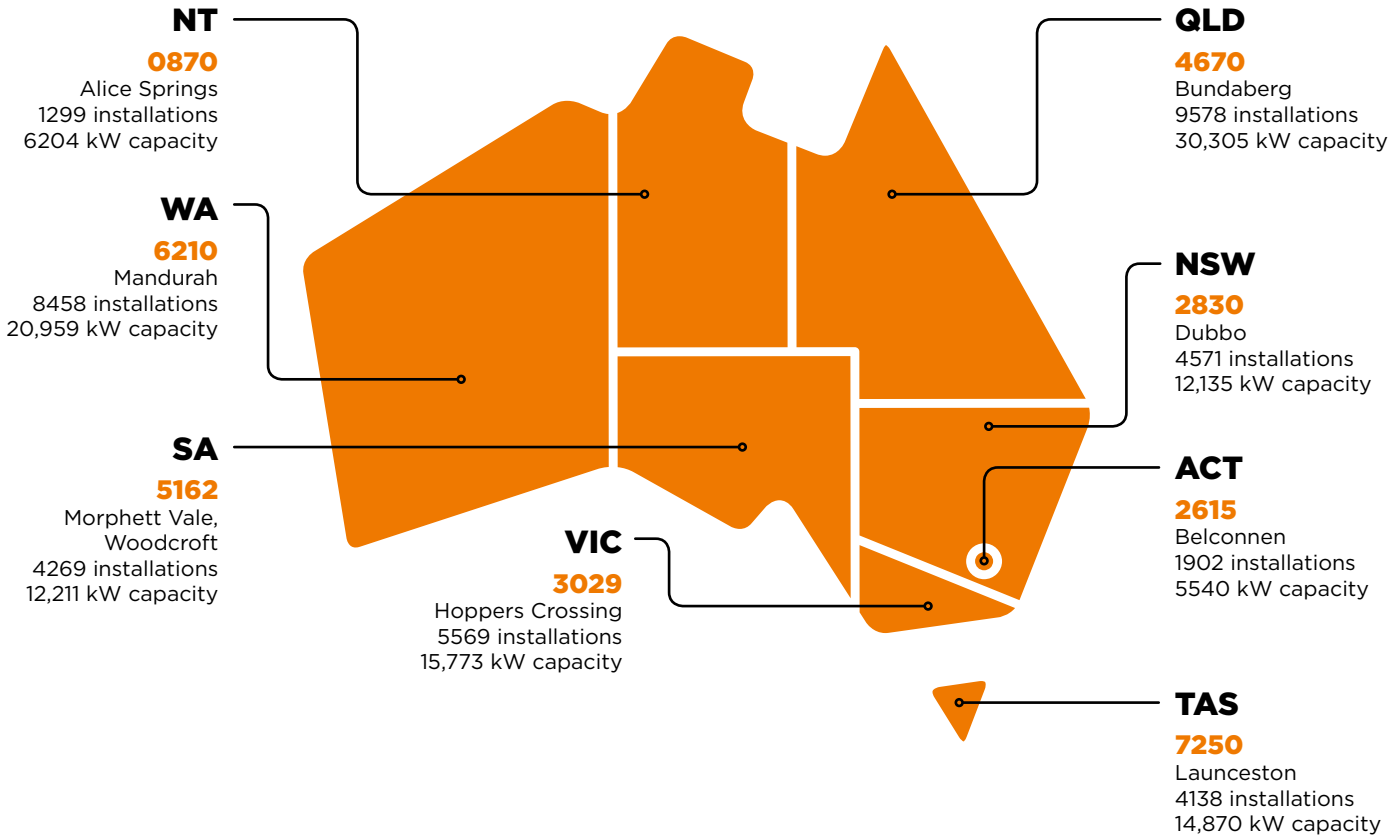 NT
0870
Alice Springs
1299 installations
6204 kW capacity
WA
6210
Mandurah
8458 installations
20,959 kW capacity
SA
5162
Morphett Vale,
Woodcroft
4269 installations
12,211 kW capacity
VIC
3029
Hoppers Crossing
5569 installations
15,773 kW capacity
QLD
4670
Bundaberg
9578 installations
30,305 kW capacity
NSW
2830
Dubbo
4571 installations
12,135 kW capacity
ACT
2615
Belconnen
1902 installations
5540 kW capacity
TAS
7250
Launceston
4138 installations
14,870 kW capacity